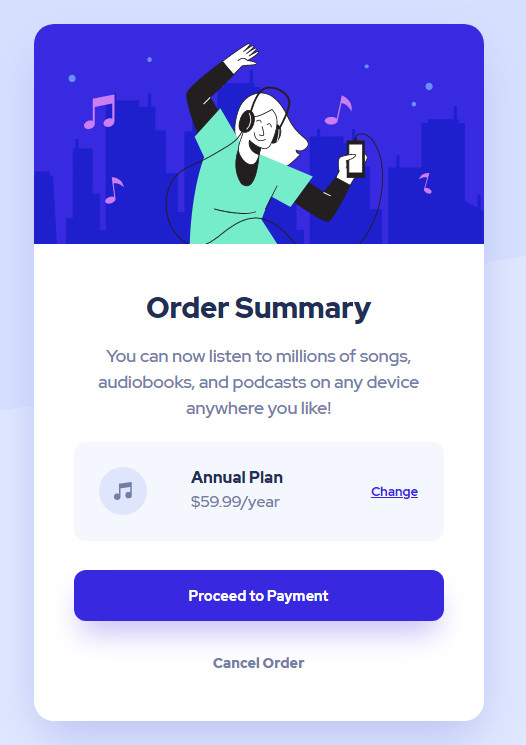 Order Summary
You can now listen to millions of songs,
audiobooks, and podcasts on any device
anywhere you like!
Annual Plan
$59.99/year
Change
Proceed to Payment
Cancel Order